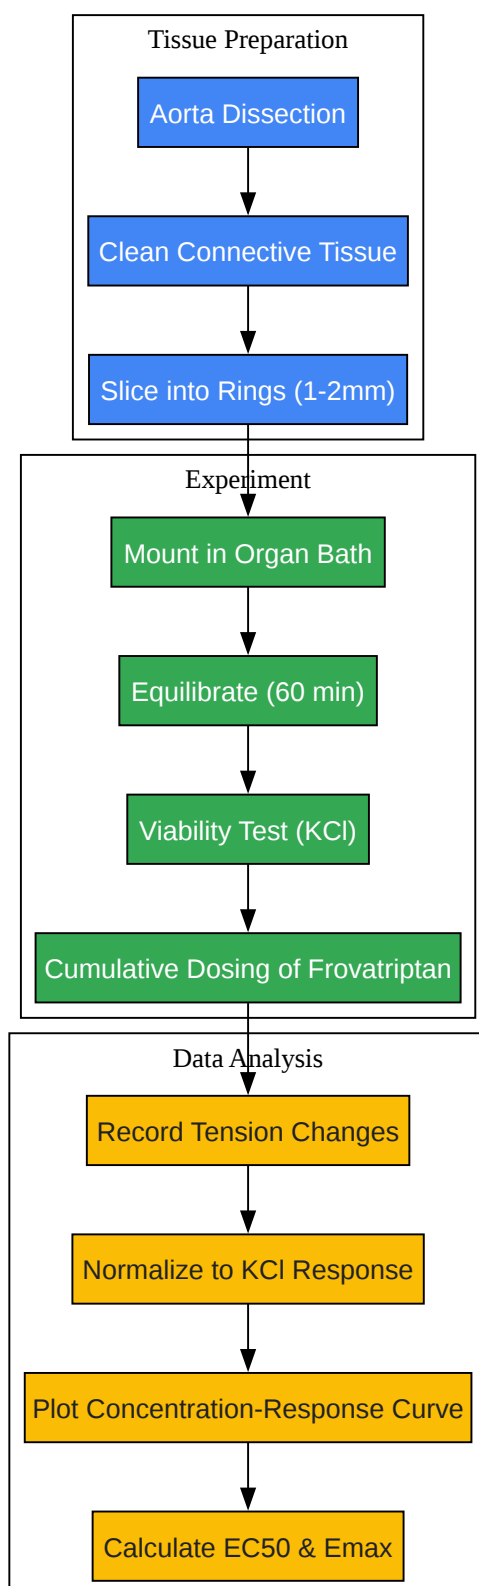 Tissue Preparation
Aorta Dissection
Clean Connective Tissue
Slice into Rings (1-2mm)
Experiment
Mount in Organ Bath
Equilibrate (60 min)
Viability Test (KCl)
Cumulative Dosing of Frovatriptan
Data Analysis
Record Tension Changes
Normalize to KCl Response
Plot Concentration-Response Curve
Calculate EC50 & Emax